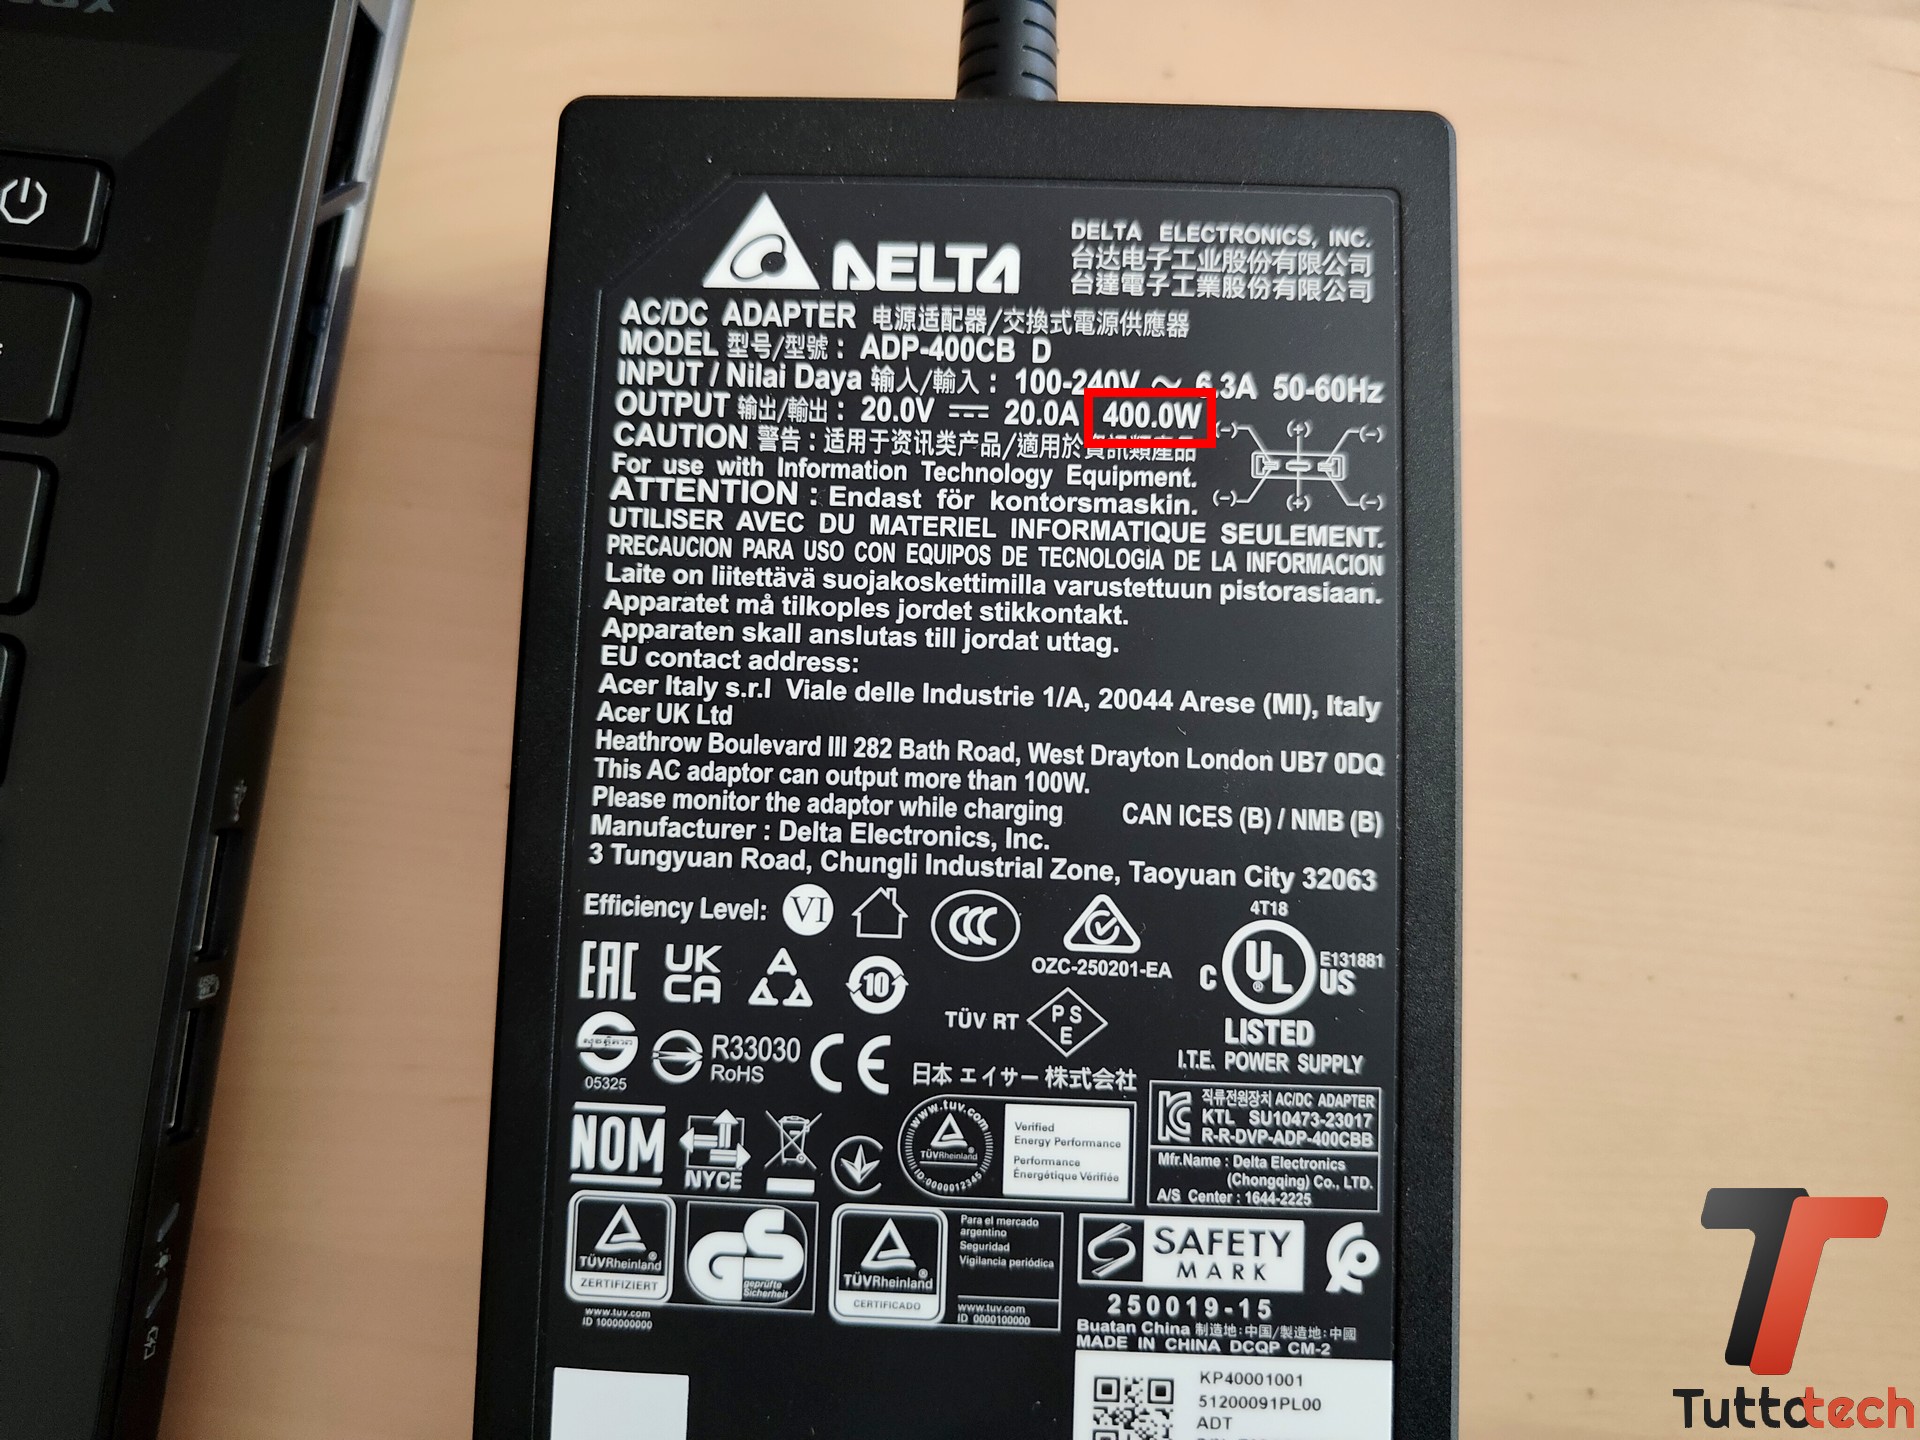 DELTA
DELTA ELECTRONICS, INC.
台达电子工业股份有限公司
台達電子工業股份有限公司
AC/DC ADAPTER 电源适配器/交換式電源供應器
MODEL 型号/型號: ADP-400CB D
INPUT / Nilai Daya 输入/輸入: 100-240V ~ 6.3A 50-60Hz
OUTPUT 输出/輸出: 20.0V ⎓ 20.0A 400.0W
CAUTION 警告:适用于资讯类产品/適用於資訊類產品
(-) (+) (-)
For use with Information Technology Equipment.
ATTENTION : Endast för kontorsmaskin.
(-) (+) (-)
UTILISER AVEC DU MATERIEL INFORMATIQUE SEULEMENT.
PRECAUCION PARA USO CON EQUIPOS DE TECNOLOGIA DE LA INFORMACION
Laite on liitettävä suojakoskettimilla varustettuun pistorasiaan.
Apparatet må tilkoples jordet stikkontakt.
Apparaten skall anslutas till jordat uttag.
EU contact address:
Acer Italy s.r.l Viale delle Industrie 1/A, 20044 Arese (MI), Italy
Acer UK Ltd
Heathrow Boulevard III 282 Bath Road, West Drayton London UB7 0DQ
This AC adaptor can output more than 100W.
Please monitor the adaptor while charging
CAN ICES (B) / NMB (B)
Manufacturer : Delta Electronics, Inc.
3 Tungyuan Road, Chungli Industrial Zone, Taoyuan City 32063
Efficiency Level: VI
CCC
OZC-250201-EA
4T18
C UL US
®
E131881
LISTED
I.T.E. POWER SUPPLY
EAC
UK
CA
10
TÜV RT
PS
E
05325
R33030
RoHS
CE
日本エイサー株式会社
NOM
NYCE
www.tuv.com
TÜVRheinland
ID:0000012345
Verified
Energy Performance
Performance
Énergétique Vérifiée
직류전원장치 AC/DC ADAPTER
KTL SU10473-23017
R-R-DVP-ADP-400CBB
Mfr.Name : Delta Electronics
(Chongqing) Co., LTD.
A/S Center : 1644-2225
TÜVRheinland
ZERTIFIZIERT
GS
geprüfte
Sicherheit
www.tuv.com
ID 1000000000
TÜVRheinland
CERTIFICADO
Para el mercado
argentino
Seguridad
Vigilancia periódica
www.tuv.com
ID 0000100000
SAFETY
MARK
250019-15
Buatan China 制造地:中国/製造地:中國
MADE IN CHINA DCQP CM-2
KP40001001
51200091PL00
ADT
Tuttotech